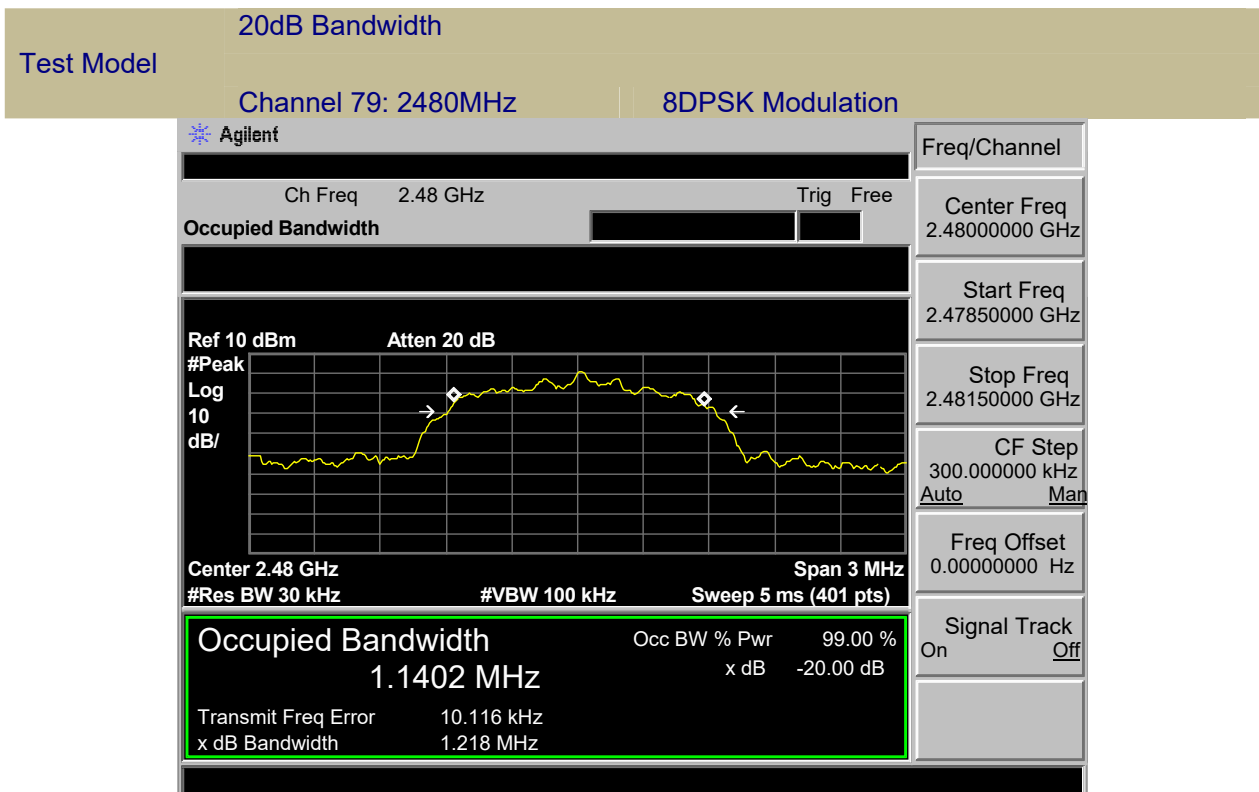 20dB Bandwidth
Test Model
Channel 79: 2480MHz 8DPSK Modulation
Agilent
Freq/Channel
Ch Freq 2.48 GHz Trig Free
Occupied Bandwidth
Center Freq
2.48000000 GHz
Start Freq
2.47850000 GHz
Stop Freq
2.48150000 GHz
CF Step
300.000000 kHz
Auto Man
Freq Offset
0.00000000 Hz
Signal Track
On Off
Ref 10 dBm Atten 20 dB
#Peak
Log
10
dB/
Center 2.48 GHz Span 3 MHz
#Res BW 30 kHz #VBW 100 kHz Sweep 5 ms (401 pts)
Occupied Bandwidth Occ BW % Pwr 99.00 %
1.1402 MHz x dB -20.00 dB
Transmit Freq Error 10.116 kHz
x dB Bandwidth 1.218 MHz